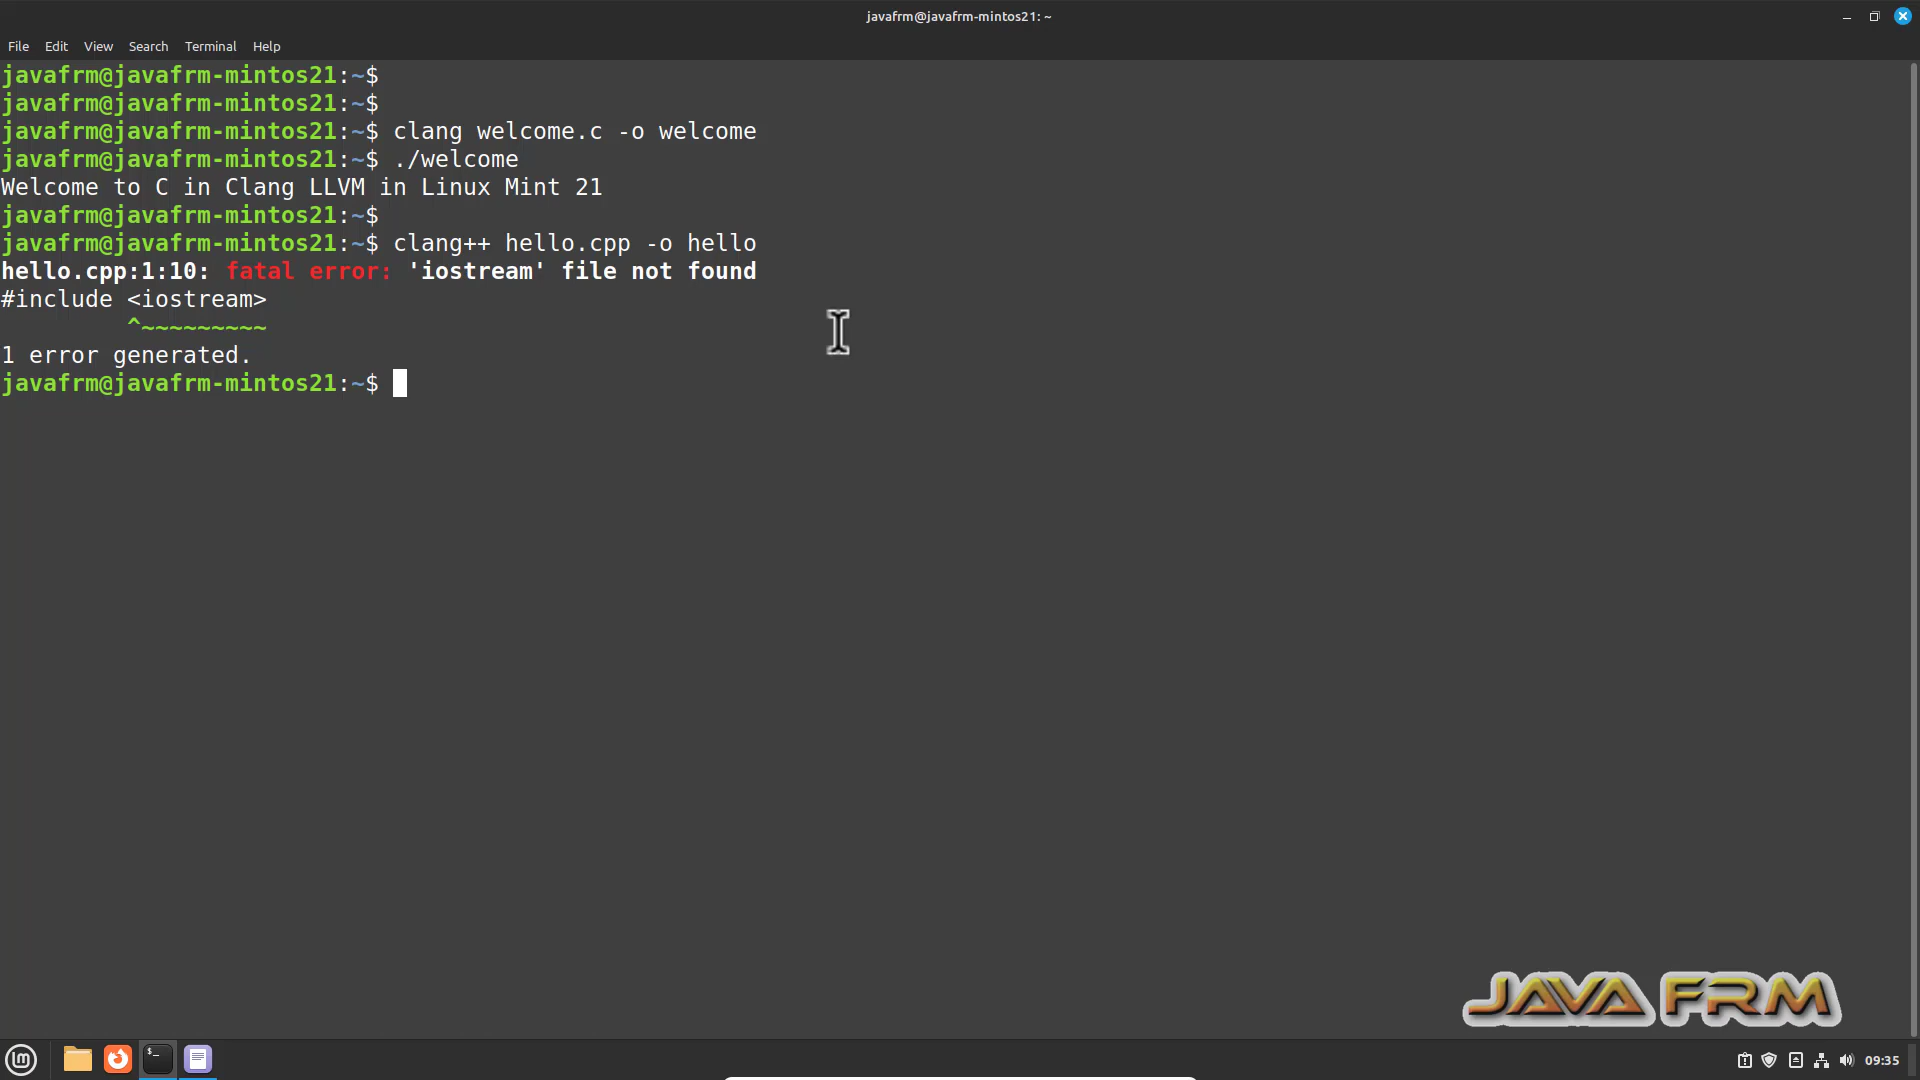 javafrm@javafrm-mintos21: ~
File Edit View Search Terminal Help
javafrm@javafrm-mintos21:~$
javafrm@javafrm-mintos21:~$
javafrm@javafrm-mintos21:~$ clang welcome.c -o welcome
javafrm@javafrm-mintos21:~$ ./welcome
Welcome to C in Clang LLVM in Linux Mint 21
javafrm@javafrm-mintos21:~$
javafrm@javafrm-mintos21:~$ clang++ hello.cpp -o hello
hello.cpp:1:10: fatal error: 'iostream' file not found
#include <iostream>
^~~~~~~~~~
1 error generated.
javafrm@javafrm-mintos21:~$
JAVA FRM
09:35